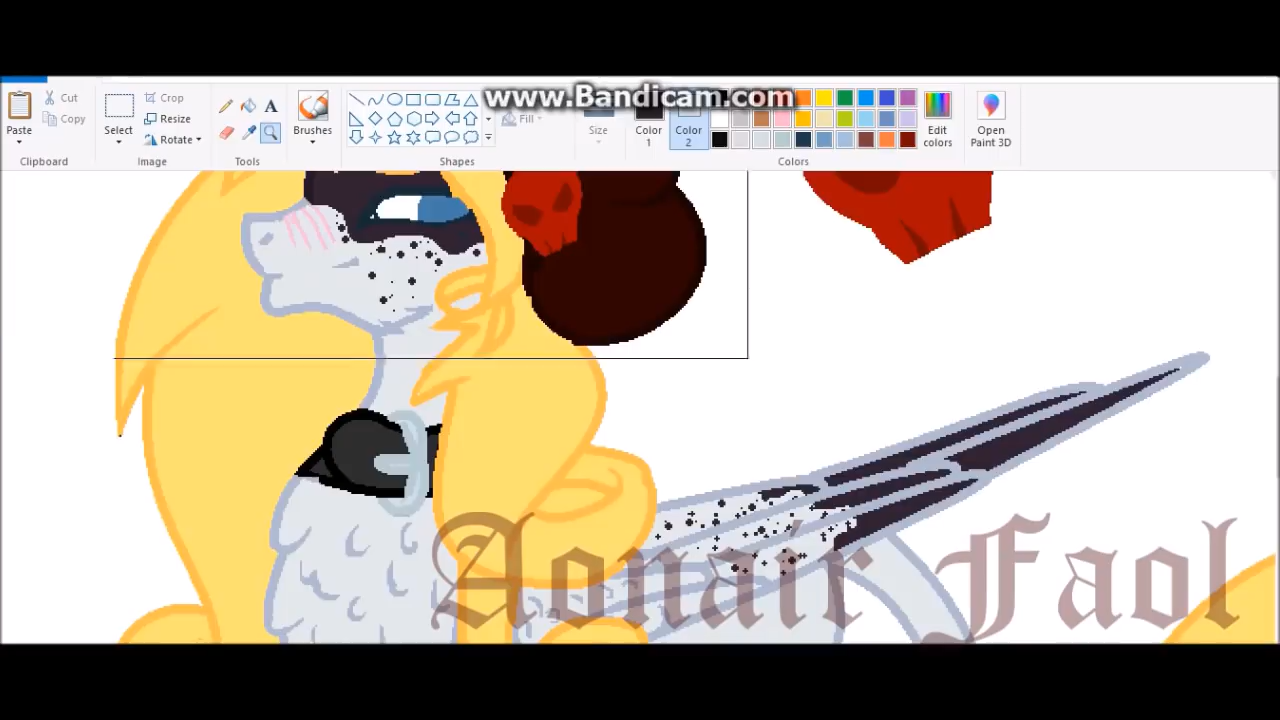 www.Bandicam.com
Paste
Cut
Copy
Clipboard
Select
Crop
Resize
Rotate
Image
Tools
Brushes
Shapes
Fill
Size
Color 1
Color 2
Edit colors
Colors
Open Paint 3D
A
Aonair Faol